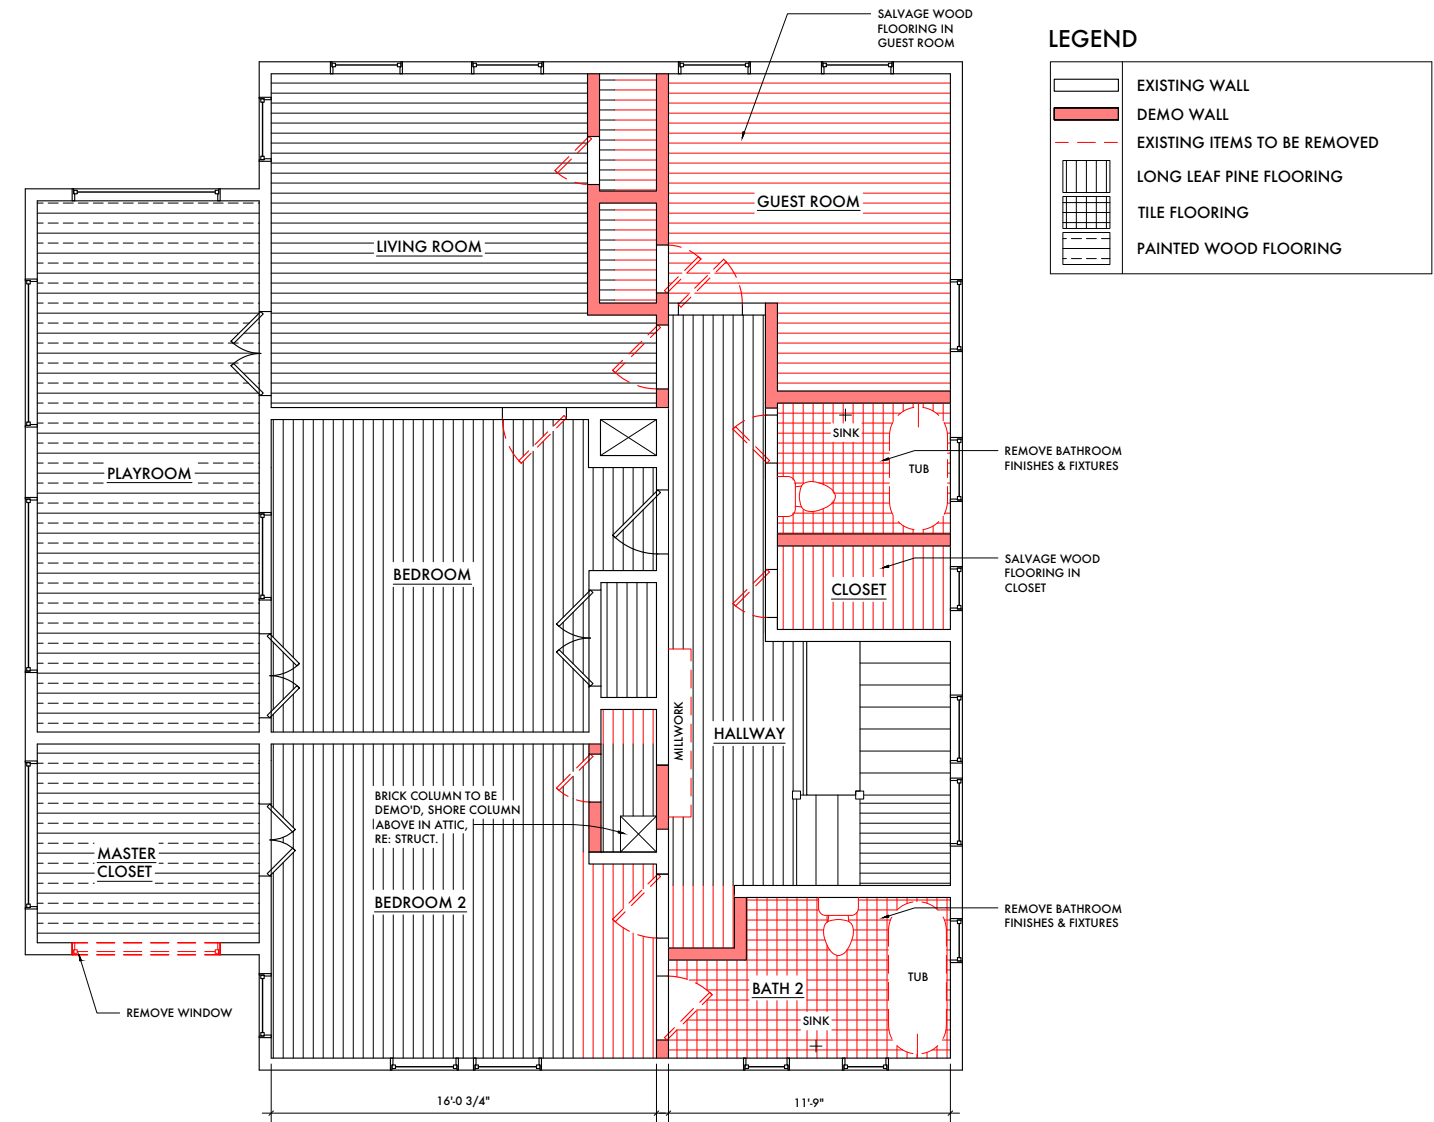 SALVAGE WOOD
FLOORING IN
GUEST ROOM
LEGEND
EXISTING WALL
DEMO WALL
EXISTING ITEMS TO BE REMOVED
LONG LEAF PINE FLOORING
TILE FLOORING
PAINTED WOOD FLOORING
GUEST ROOM
LIVING ROOM
SINK
TUB
REMOVE BATHROOM
FINISHES & FIXTURES
PLAYROOM
BEDROOM
CLOSET
SALVAGE WOOD
FLOORING IN
CLOSET
MILLWORK
HALLWAY
BRICK COLUMN TO BE
DEMO'D, SHORE COLUMN
ABOVE IN ATTIC,
RE: STRUCT.
MASTER
CLOSET
BEDROOM 2
REMOVE BATHROOM
FINISHES & FIXTURES
TUB
BATH 2
SINK
REMOVE WINDOW
16'-0 3/4"
11'-9"